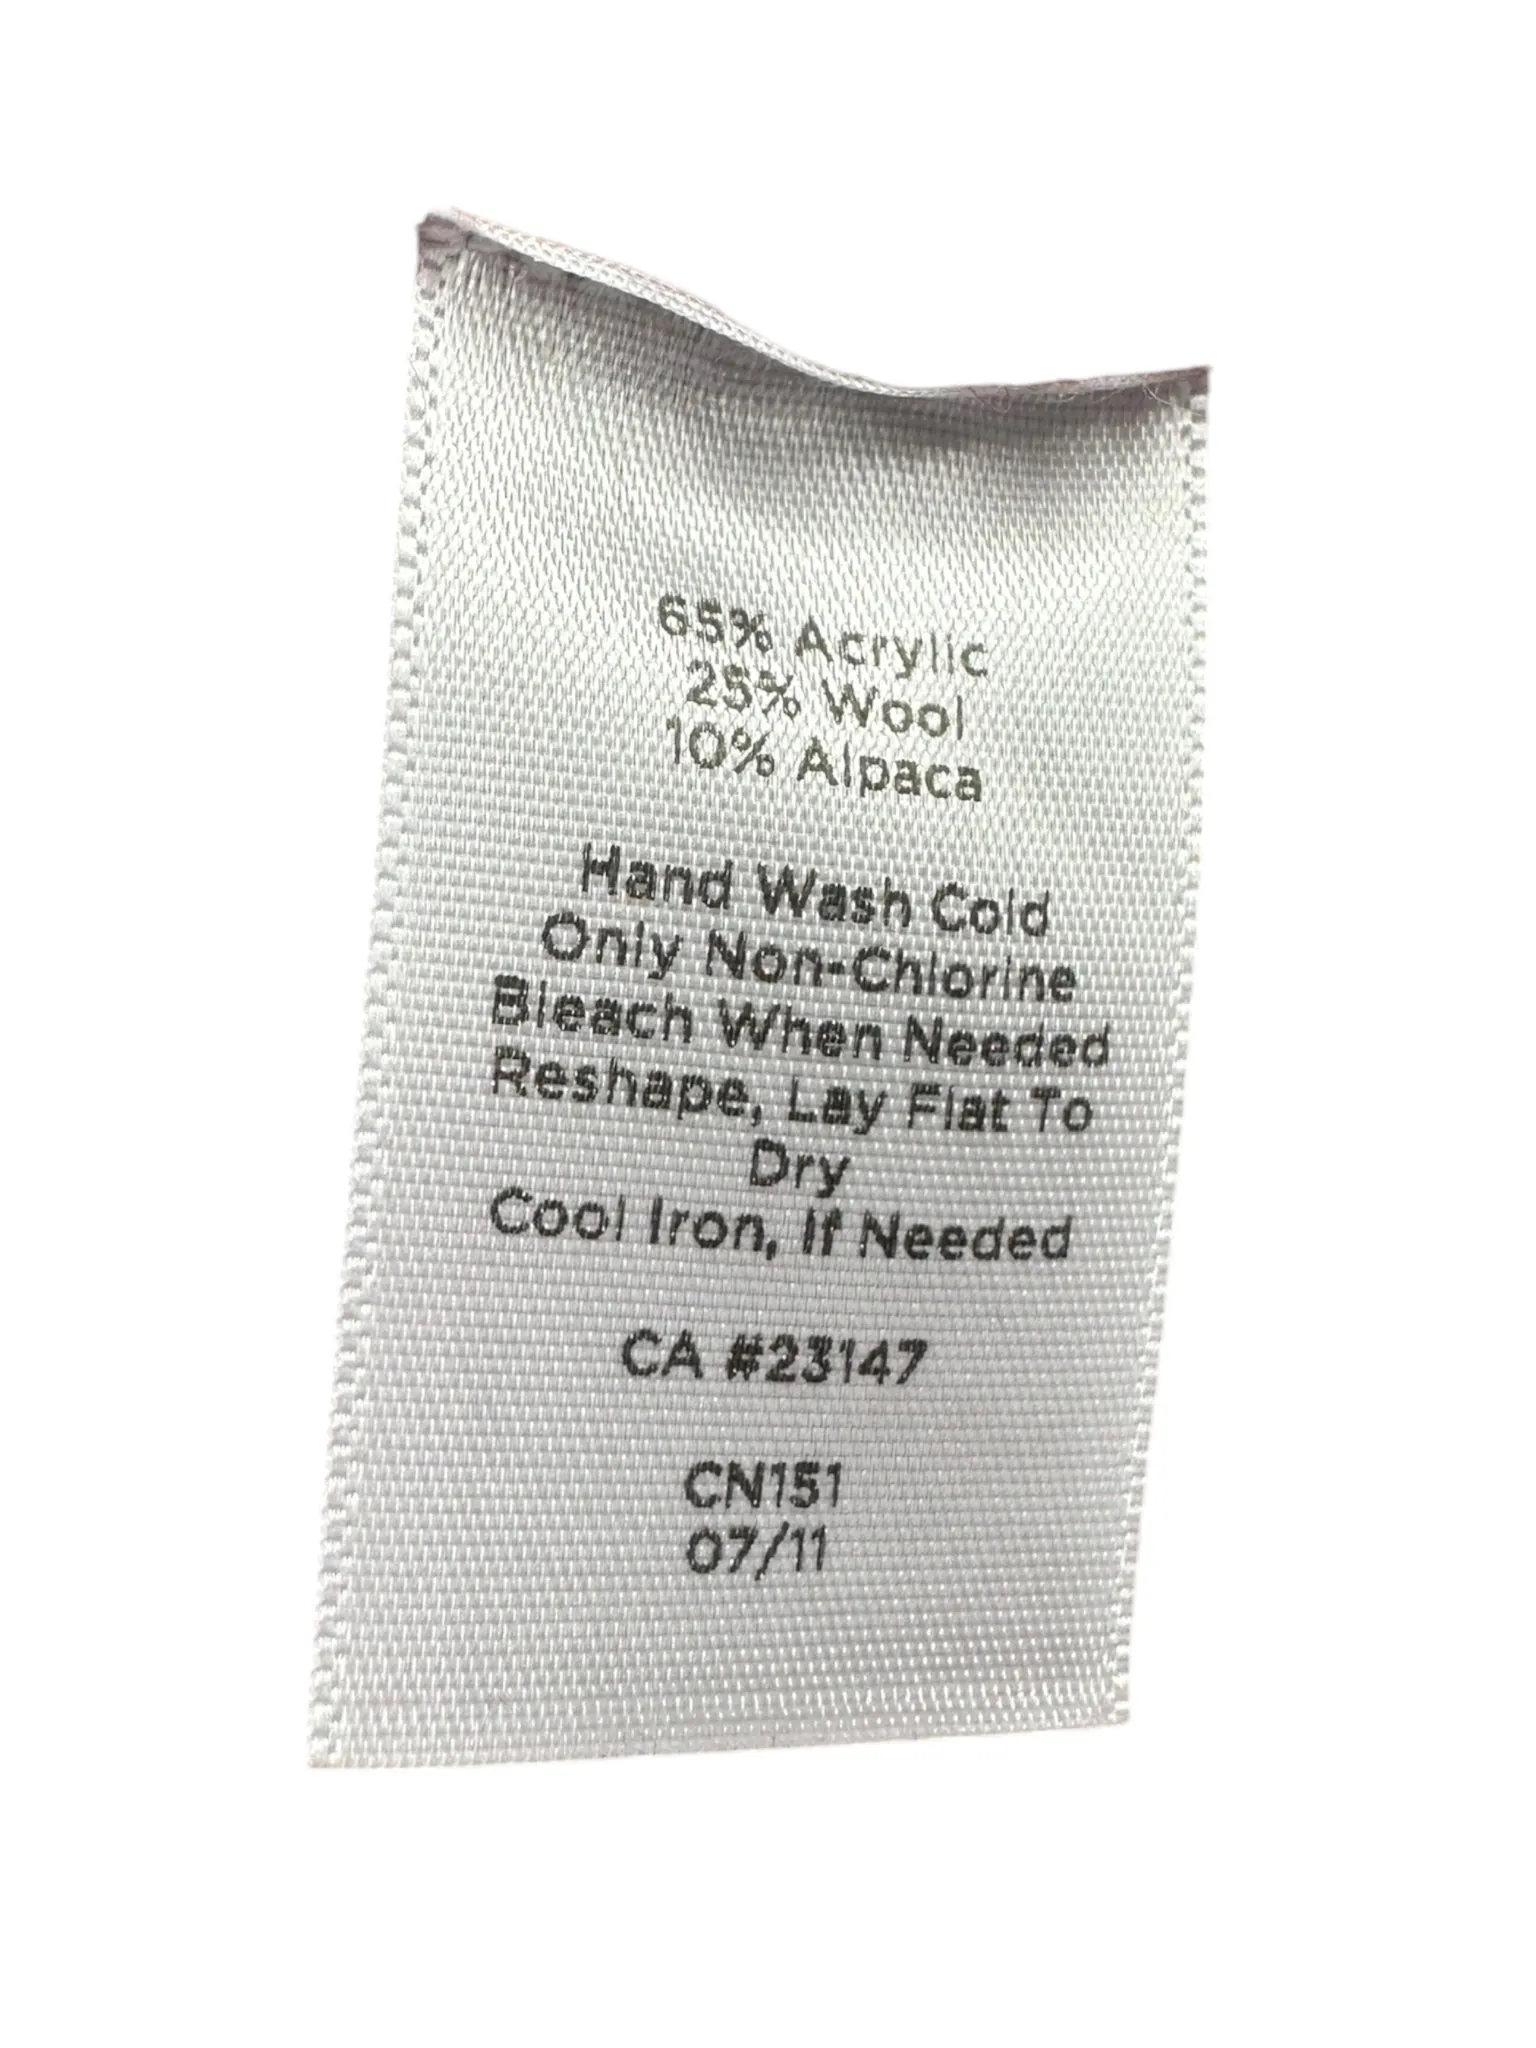 65% Acrylic
25% Wool
10% Alpaca
Hand Wash Cold
Only Non-Chlorine
Bleach When Needed
Reshape, Lay Flat To
Dry
Cool Iron, If Needed
CA #23147
CN151
07/11